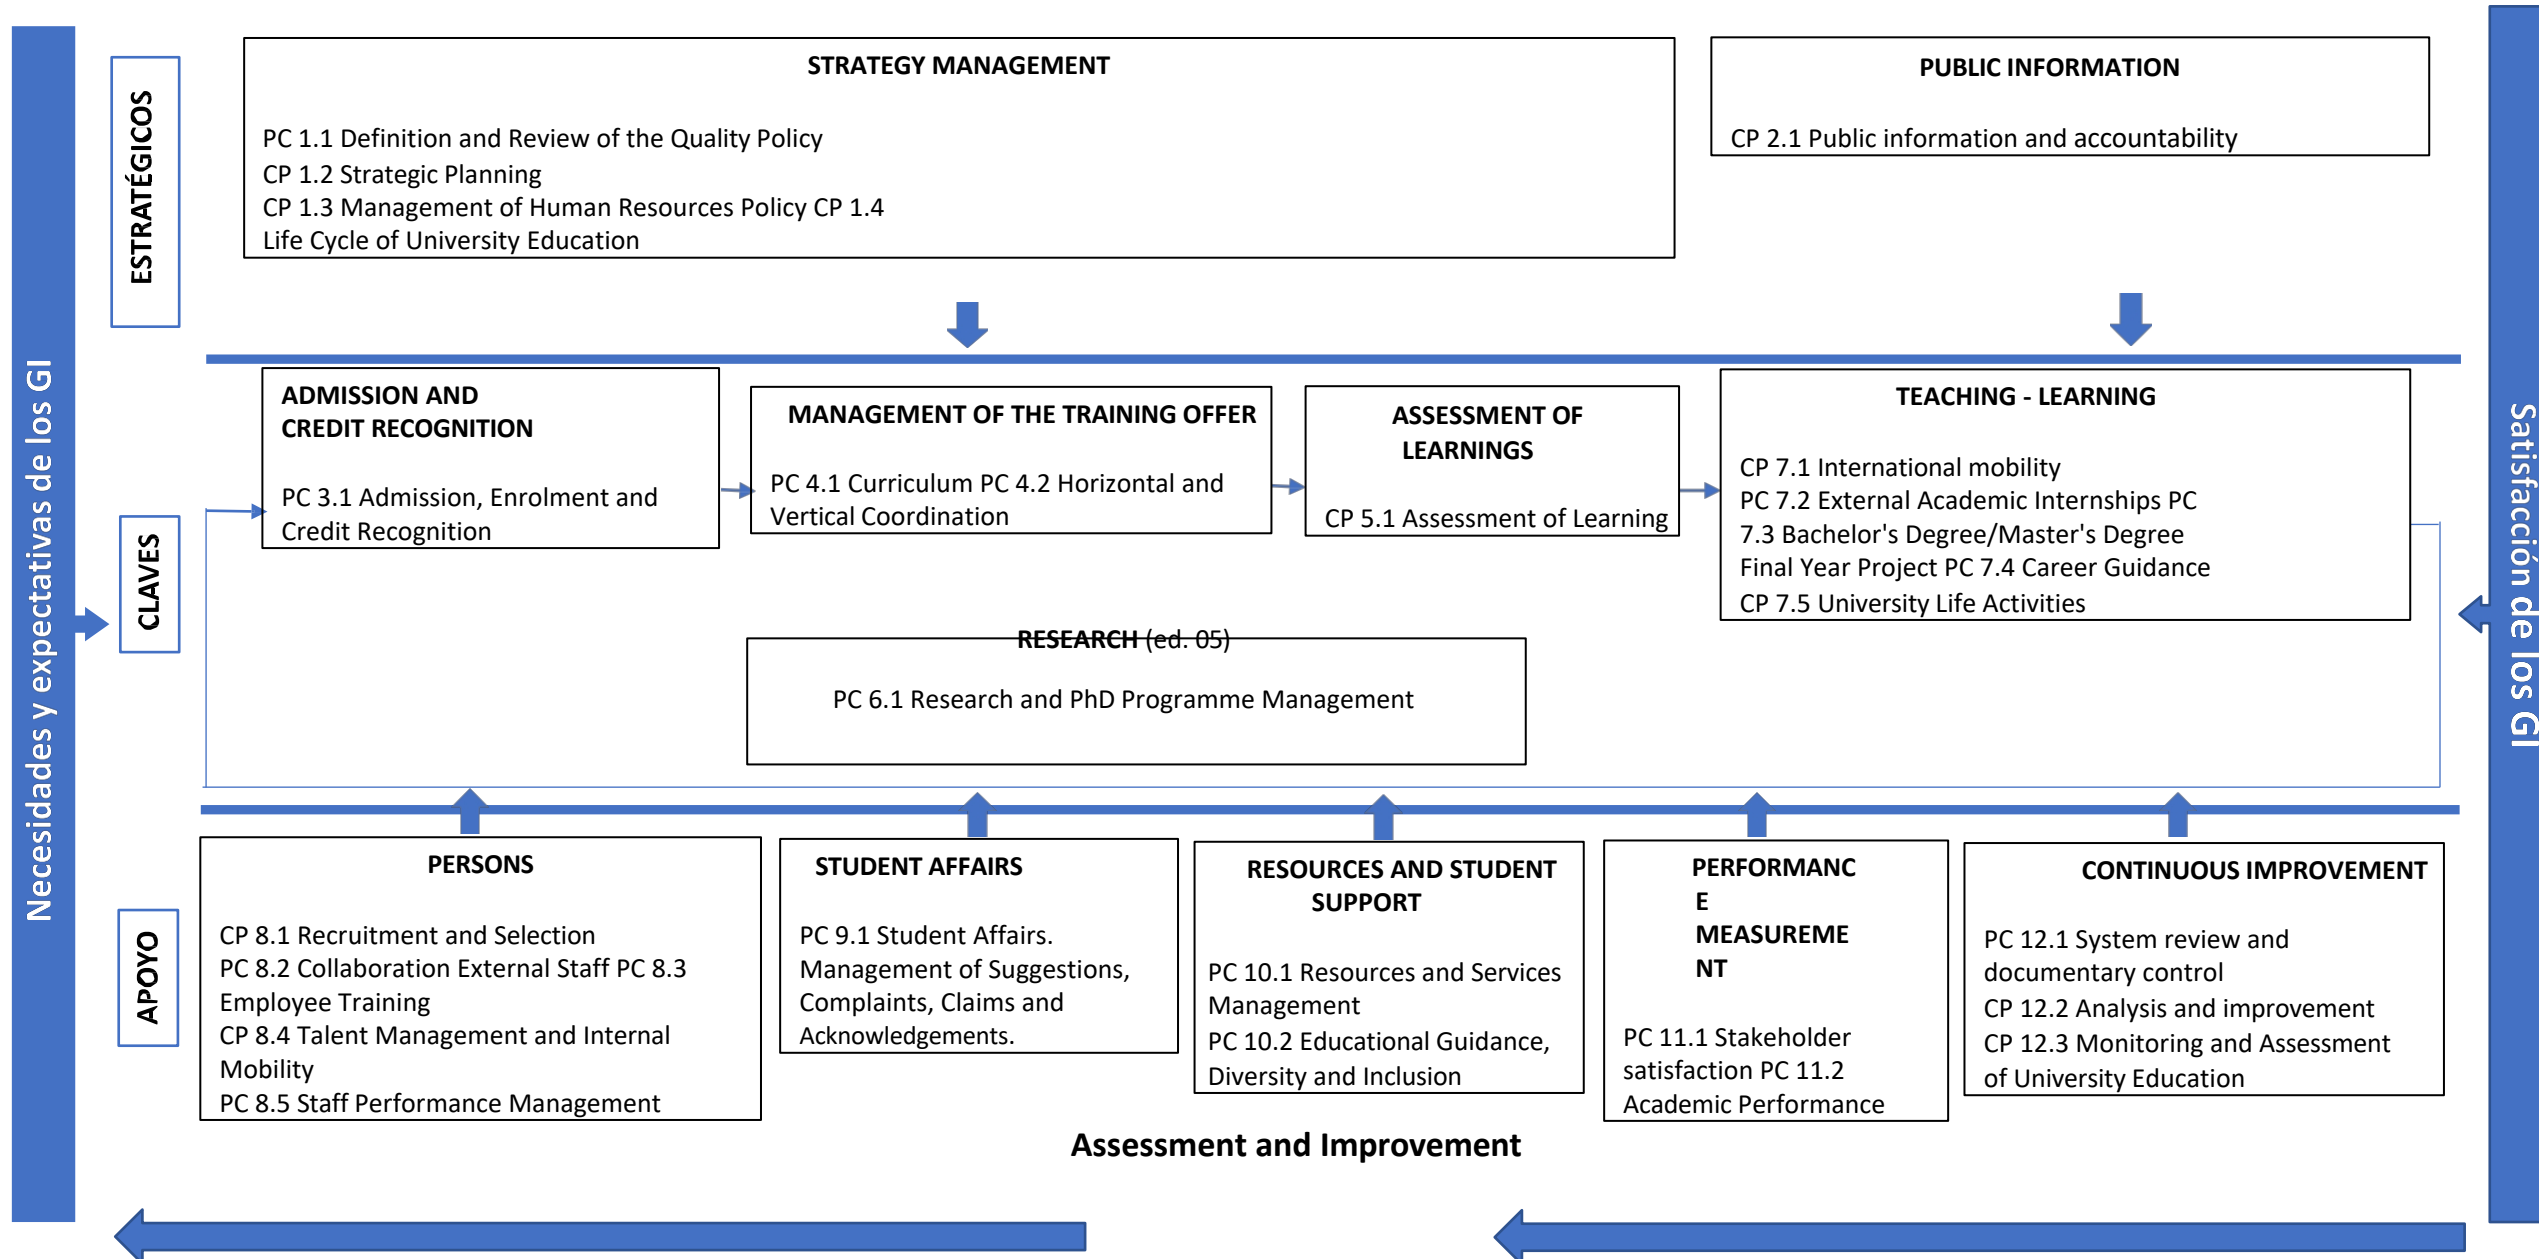 Necesidades y expectativas de los GI
ESTRATÉGICOS
STRATEGY MANAGEMENT
PC 1.1 Definition and Review of the Quality Policy
CP 1.2 Strategic Planning
CP 1.3 Management of Human Resources Policy CP 1.4
Life Cycle of University Education
PUBLIC INFORMATION
CP 2.1 Public information and accountability
CLAVES
ADMISSION AND
CREDIT RECOGNITION
PC 3.1 Admission, Enrolment and
Credit Recognition
MANAGEMENT OF THE TRAINING OFFER
PC 4.1 Curriculum PC 4.2 Horizontal and
Vertical Coordination
ASSESSMENT OF
LEARNINGS
CP 5.1 Assessment of Learning
TEACHING - LEARNING
CP 7.1 International mobility
PC 7.2 External Academic Internships PC
7.3 Bachelor's Degree/Master's Degree
Final Year Project PC 7.4 Career Guidance
CP 7.5 University Life Activities
RESEARCH (ed. 05)
PC 6.1 Research and PhD Programme Management
APOYO
PERSONS
CP 8.1 Recruitment and Selection
PC 8.2 Collaboration External Staff PC 8.3
Employee Training
CP 8.4 Talent Management and Internal
Mobility
PC 8.5 Staff Performance Management
STUDENT AFFAIRS
PC 9.1 Student Affairs.
Management of Suggestions,
Complaints, Claims and
Acknowledgements.
RESOURCES AND STUDENT
SUPPORT
PC 10.1 Resources and Services
Management
PC 10.2 Educational Guidance,
Diversity and Inclusion
PERFORMANC
E
MEASUREME
NT
PC 11.1 Stakeholder
satisfaction PC 11.2
Academic Performance
CONTINUOUS IMPROVEMENT
PC 12.1 System review and
documentary control
CP 12.2 Analysis and improvement
CP 12.3 Monitoring and Assessment
of University Education
Satisfacción de los GI
Assessment and Improvement